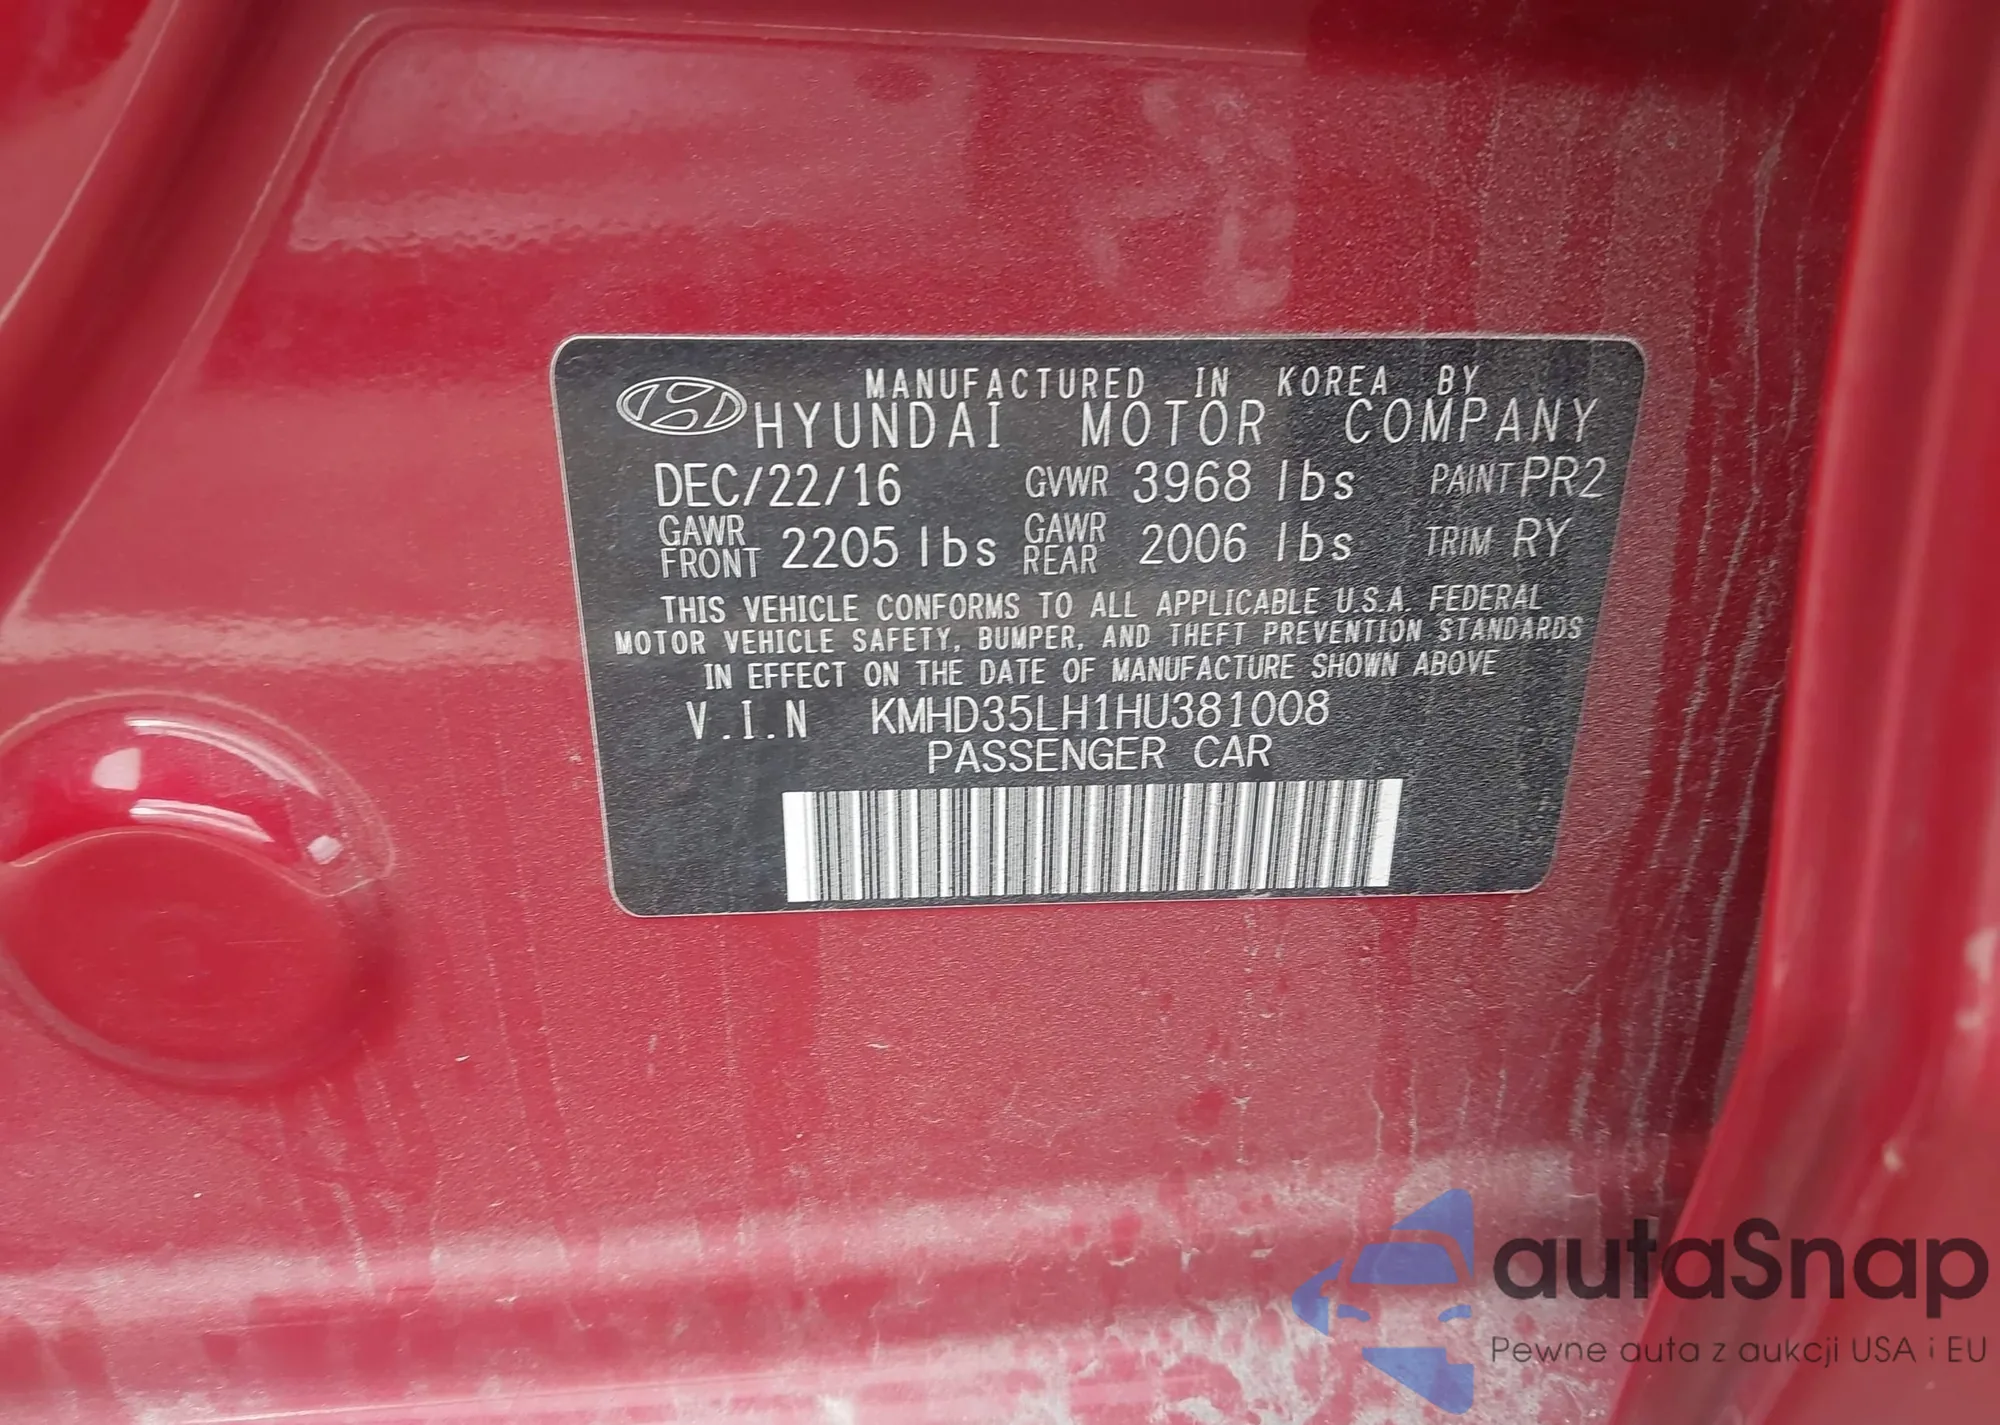 MANUFACTURED IN KOREA BY
HYUNDAI MOTOR COMPANY
DEC/22/16 GVWR 3968 lbs PAINT PR2
GAWR FRONT 2205 lbs GAWR REAR 2006 lbs TRIM RY
THIS VEHICLE CONFORMS TO ALL APPLICABLE U.S.A. FEDERAL
MOTOR VEHICLE SAFETY, BUMPER, AND THEFT PREVENTION STANDARDS
IN EFFECT ON THE DATE OF MANUFACTURE SHOWN ABOVE
V.I.N KMHD35LH1HU381008
PASSENGER CAR
autaSnap
Pewne auta z aukcji USA i EU